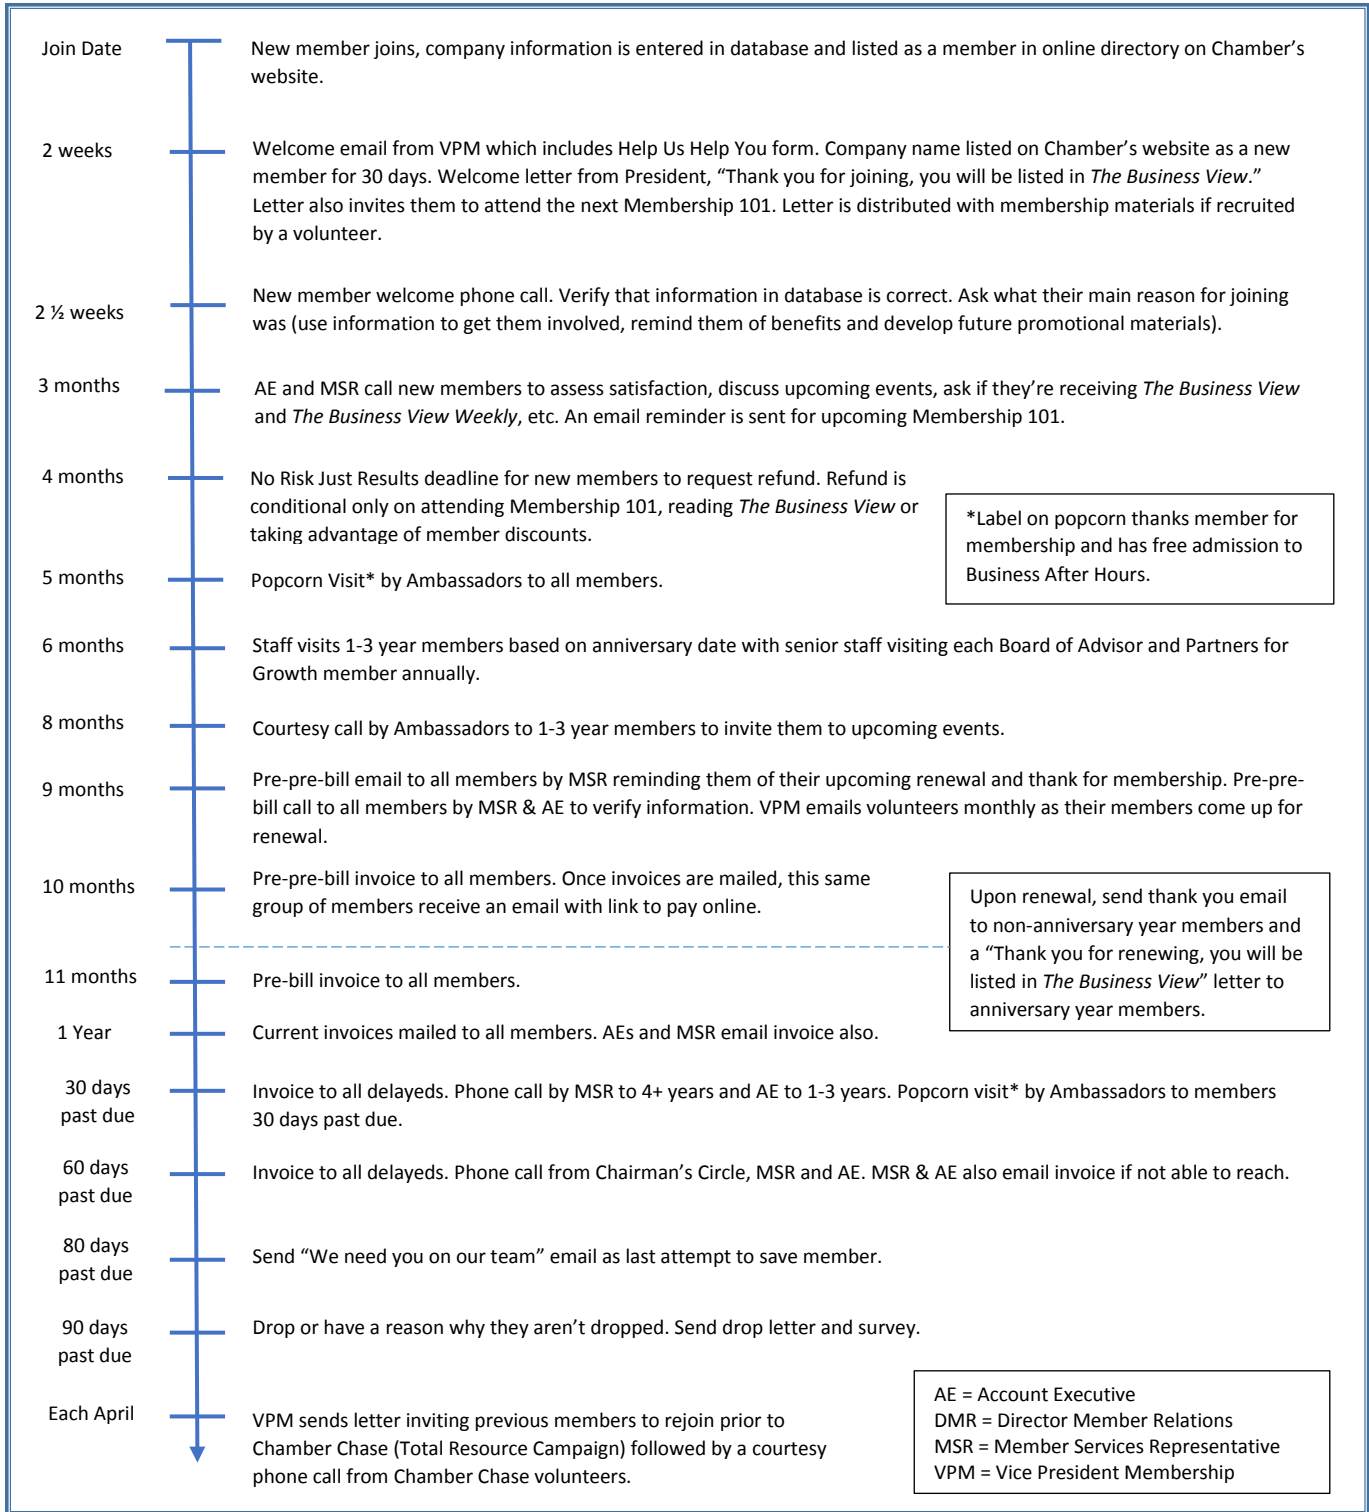 Join Date
New member joins, company information is entered in database and listed as a member in online directory on Chamber’s
website.
2 weeks
Welcome email from VPM which includes Help Us Help You form. Company name listed on Chamber’s website as a new
member for 30 days. Welcome letter from President, “Thank you for joining, you will be listed in The Business View.”
Letter also invites them to attend the next Membership 101. Letter is distributed with membership materials if recruited
by a volunteer.
2 ½ weeks
New member welcome phone call. Verify that information in database is correct. Ask what their main reason for joining
was (use information to get them involved, remind them of benefits and develop future promotional materials).
3 months
AE and MSR call new members to assess satisfaction, discuss upcoming events, ask if they’re receiving The Business View
and The Business View Weekly, etc. An email reminder is sent for upcoming Membership 101.
4 months
No Risk Just Results deadline for new members to request refund. Refund is
conditional only on attending Membership 101, reading The Business View or
taking advantage of member discounts.
*Label on popcorn thanks member for
membership and has free admission to
Business After Hours.
5 months
Popcorn Visit* by Ambassadors to all members.
6 months
Staff visits 1-3 year members based on anniversary date with senior staff visiting each Board of Advisor and Partners for
Growth member annually.
8 months
Courtesy call by Ambassadors to 1-3 year members to invite them to upcoming events.
9 months
Pre-pre-bill email to all members by MSR reminding them of their upcoming renewal and thank for membership. Pre-pre-
bill call to all members by MSR & AE to verify information. VPM emails volunteers monthly as their members come up for
renewal.
10 months
Pre-pre-bill invoice to all members. Once invoices are mailed, this same
group of members receive an email with link to pay online.
Upon renewal, send thank you email
to non-anniversary year members and
a “Thank you for renewing, you will be
listed in The Business View” letter to
anniversary year members.
11 months
Pre-bill invoice to all members.
1 Year
Current invoices mailed to all members. AEs and MSR email invoice also.
30 days
past due
Invoice to all delayeds. Phone call by MSR to 4+ years and AE to 1-3 years. Popcorn visit* by Ambassadors to members
30 days past due.
60 days
past due
Invoice to all delayeds. Phone call from Chairman’s Circle, MSR and AE. MSR & AE also email invoice if not able to reach.
80 days
past due
Send “We need you on our team” email as last attempt to save member.
90 days
past due
Drop or have a reason why they aren’t dropped. Send drop letter and survey.
Each April
VPM sends letter inviting previous members to rejoin prior to
Chamber Chase (Total Resource Campaign) followed by a courtesy
phone call from Chamber Chase volunteers.
AE = Account Executive
DMR = Director Member Relations
MSR = Member Services Representative
VPM = Vice President Membership